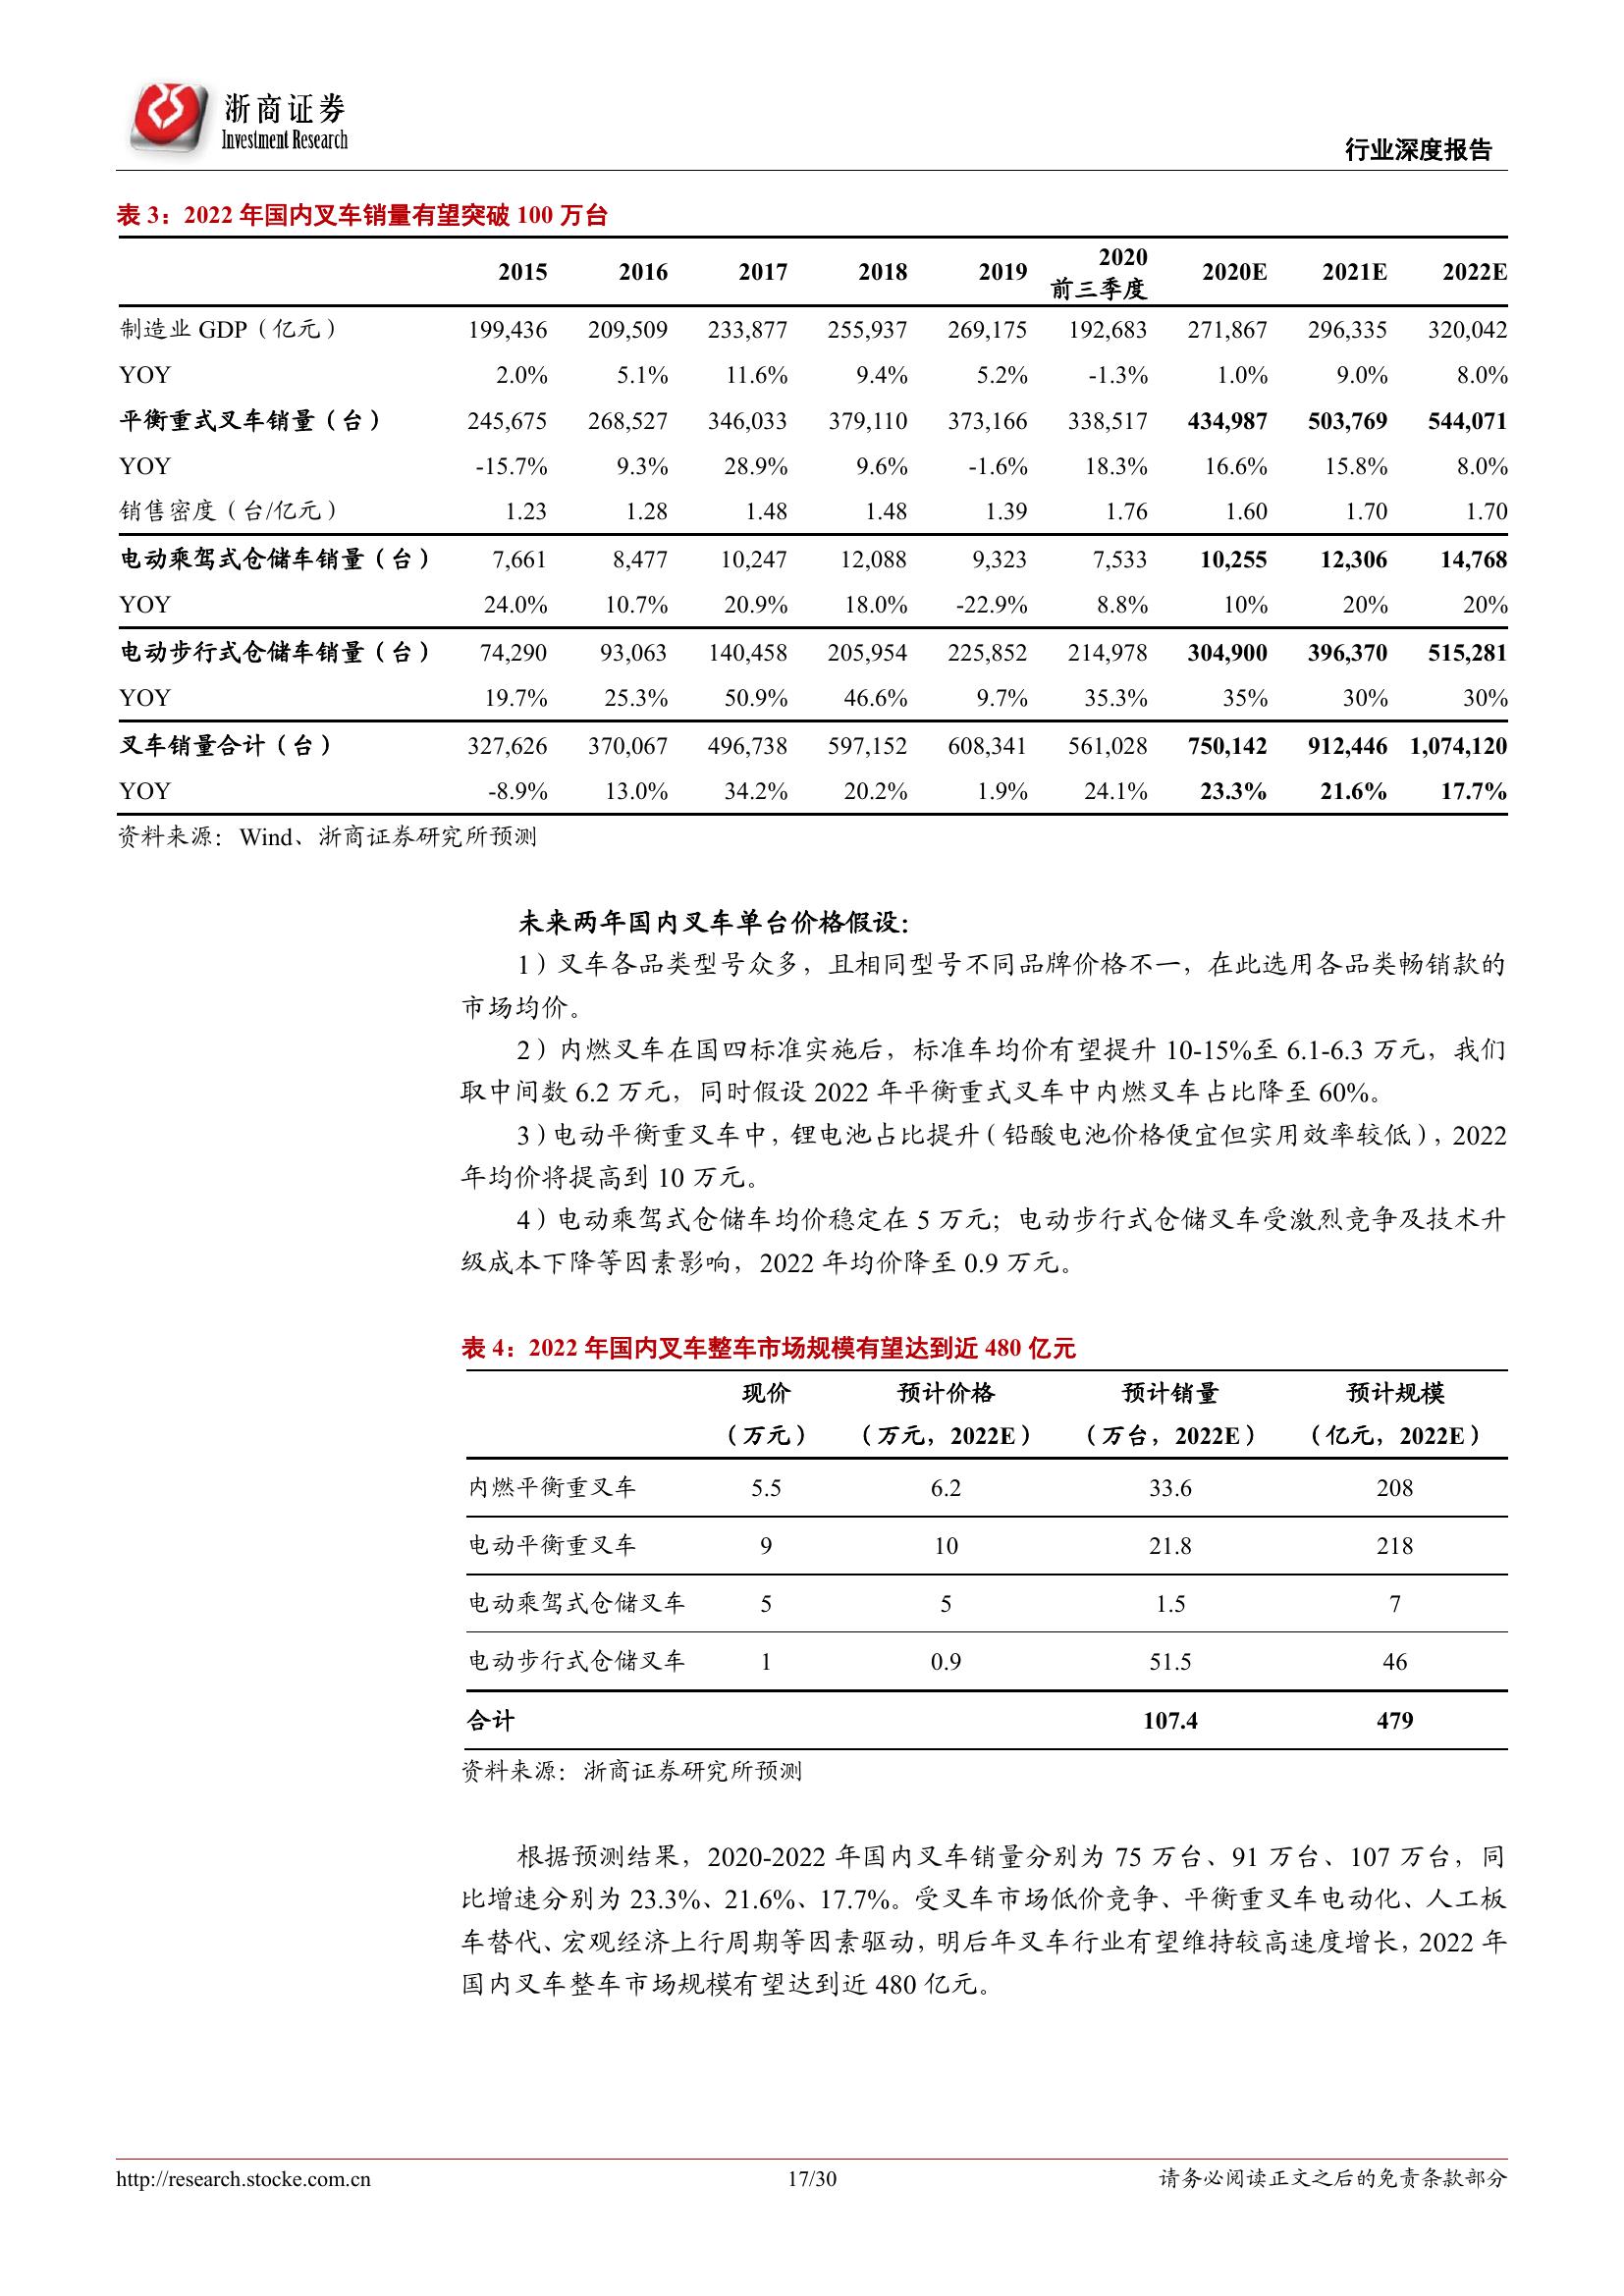 浙商证券
Investment Research
行业深度报告
表 3：2022 年国内叉车销量有望突破 100 万台
2015 2016 2017 2018 2019 2020 前三季度 2020E 2021E 2022E
制造业 GDP（亿元） 199,436 209,509 233,877 255,937 269,175 192,683 271,867 296,335 320,042
YOY 2.0% 5.1% 11.6% 9.4% 5.2% -1.3% 1.0% 9.0% 8.0%
平衡重式叉车销量（台） 245,675 268,527 346,033 379,110 373,166 338,517 434,987 503,769 544,071
YOY -15.7% 9.3% 28.9% 9.6% -1.6% 18.3% 16.6% 15.8% 8.0%
销售密度（台/亿元） 1.23 1.28 1.48 1.48 1.39 1.76 1.60 1.70 1.70
电动乘驾式仓储车销量（台） 7,661 8,477 10,247 12,088 9,323 7,533 10,255 12,306 14,768
YOY 24.0% 10.7% 20.9% 18.0% -22.9% 8.8% 10% 20% 20%
电动步行式仓储车销量（台） 74,290 93,063 140,458 205,954 225,852 214,978 304,900 396,370 515,281
YOY 19.7% 25.3% 50.9% 46.6% 9.7% 35.3% 35% 30% 30%
叉车销量合计（台） 327,626 370,067 496,738 597,152 608,341 561,028 750,142 912,446 1,074,120
YOY -8.9% 13.0% 34.2% 20.2% 1.9% 24.1% 23.3% 21.6% 17.7%
资料来源：Wind、浙商证券研究所预测
未来两年国内叉车单台价格假设：
1）叉车各品类型号众多，且相同型号不同品牌价格不一，在此选用各品类畅销款的
市场均价。
2）内燃叉车在国四标准实施后，标准车均价有望提升 10-15%至 6.1-6.3 万元，我们
取中间数 6.2 万元，同时假设 2022 年平衡重式叉车中内燃叉车占比降至 60%。
3）电动平衡重叉车中，锂电池占比提升（铅酸电池价格便宜但实用效率较低），2022
年均价将提高到 10 万元。
4）电动乘驾式仓储车均价稳定在 5 万元；电动步行式仓储叉车受激烈竞争及技术升
级成本下降等因素影响，2022 年均价降至 0.9 万元。
表 4：2022 年国内叉车整车市场规模有望达到近 480 亿元
现价 预计价格 预计销量 预计规模
（万元） （万元，2022E） （万台，2022E） （亿元，2022E）
内燃平衡重叉车 5.5 6.2 33.6 208
电动平衡重叉车 9 10 21.8 218
电动乘驾式仓储叉车 5 5 1.5 7
电动步行式仓储叉车 1 0.9 51.5 46
合计 107.4 479
资料来源：浙商证券研究所预测
根据预测结果，2020-2022 年国内叉车销量分别为 75 万台、91 万台、107 万台，同
比增速分别为 23.3%、21.6%、17.7%。受叉车市场低价竞争、平衡重叉车电动化、人工板
车替代、宏观经济上行周期等因素驱动，明后年叉车行业有望维持较高速度增长，2022 年
国内叉车整车市场规模有望达到近 480 亿元。
http://research.stocke.com.cn 17/30 请务必阅读正文之后的免责条款部分